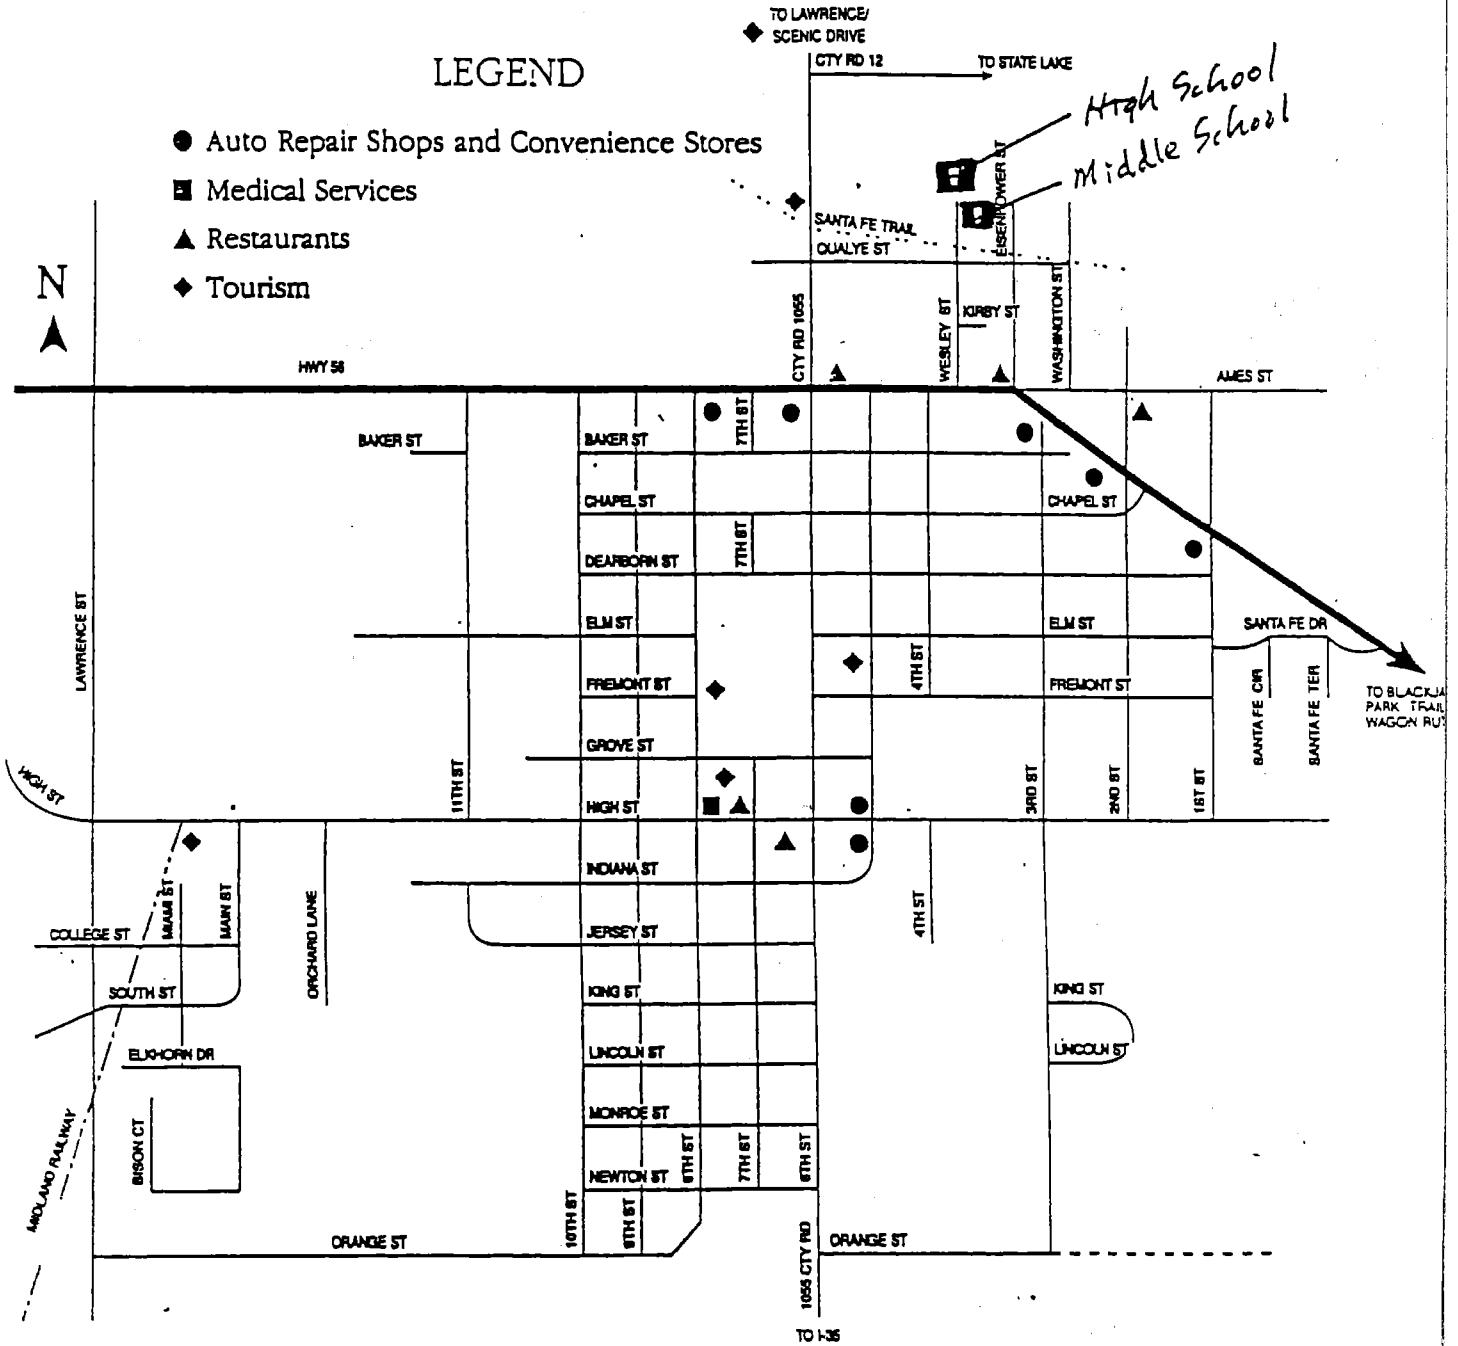 TO LAWRENCE/
SCENIC DRIVE
CTY RD 12
TO STATE LAKE
LEGEND
High School
Middle School
Auto Repair Shops and Convenience Stores
Medical Services
Restaurants
Tourism
N
EISENHOWER ST
SANTA FE TRAIL
QUALYE ST
CTY RD 1055
WESLEY ST
KIRBY ST
WASHINGTON ST
HWY 56
AMES ST
BAKER ST
BAKER ST
7TH ST
CHAPEL ST
CHAPEL ST
7TH ST
DEARBORN ST
LAWRENCE ST
ELM ST
ELM ST
SANTA FE DR
4TH ST
FREMONT ST
FREMONT ST
SANTA FE CIR
SANTA FE TER
TO BLACKJA
PARK TRAIL
WAGON RUT
GROVE ST
HIGH ST
11TH ST
HIGH ST
3RD ST
2ND ST
1ST ST
INDIANA ST
MIAMI ST
MAIN ST
ORCHARD LANE
4TH ST
COLLEGE ST
JERSEY ST
SOUTH ST
KING ST
KING ST
ELKHORN DR
LINCOLN ST
LINCOLN ST
MONROE ST
BISON CT
MIDLAND RAILWAY
8TH ST
7TH ST
6TH ST
NEWTON ST
10TH ST
9TH ST
ORANGE ST
1055 CTY RD
ORANGE ST
TO I-35